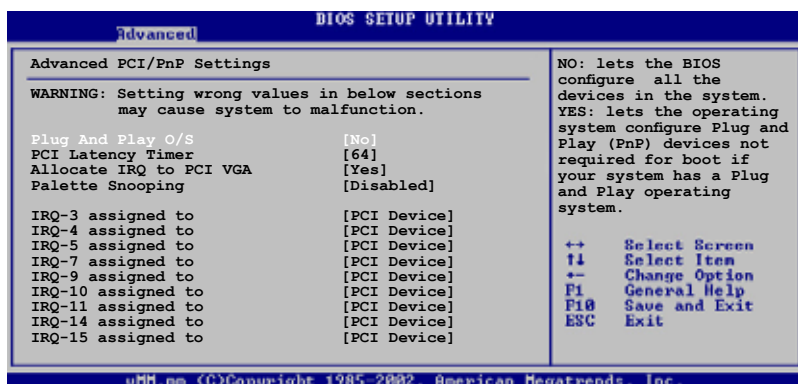 BIOS SETUP UTILITY
Advanced
Advanced PCI/PnP Settings
WARNING: Setting wrong values in below sections
may cause system to malfunction.
Plug And Play O/S [No]
PCI Latency Timer [64]
Allocate IRQ to PCI VGA [Yes]
Palette Snooping [Disabled]
IRQ-3 assigned to [PCI Device]
IRQ-4 assigned to [PCI Device]
IRQ-5 assigned to [PCI Device]
IRQ-7 assigned to [PCI Device]
IRQ-9 assigned to [PCI Device]
IRQ-10 assigned to [PCI Device]
IRQ-11 assigned to [PCI Device]
IRQ-14 assigned to [PCI Device]
IRQ-15 assigned to [PCI Device]
NO: lets the BIOS
configure all the
devices in the system.
YES: lets the operating
system configure Plug and
Play (PnP) devices not
required for boot if
your system has a Plug
and Play operating
system.
↔ Select Screen
↑↓ Select Item
+- Change Option
F1 General Help
F10 Save and Exit
ESC Exit
(C)Copyright 1985-2002, American Megatrends, Inc.